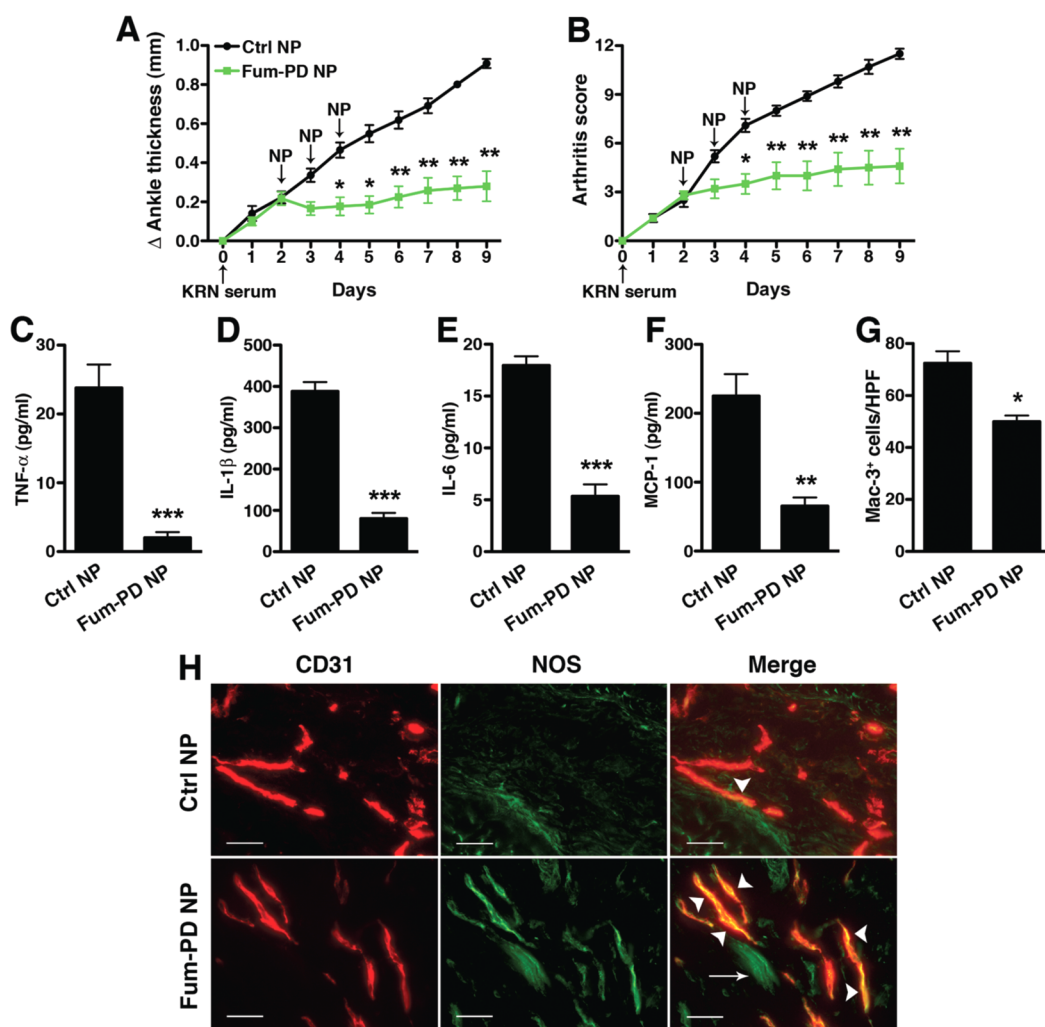 A
Δ Ankle thickness (mm)
1.0
0.8
0.6
0.4
0.2
0.0
Ctrl NP
Fum-PD NP
NP
NP
NP
*
*
**
**
**
**
0 1 2 3 4 5 6 7 8 9
KRN serum
Days
B
Arthritis score
12
9
6
3
0
NP
NP
NP
*
**
**
**
**
**
0 1 2 3 4 5 6 7 8 9
KRN serum
Days
C
TNF-α (pg/ml)
30
20
10
0
***
Ctrl NP
Fum-PD NP
D
IL-1β (pg/ml)
500
400
300
200
100
0
***
Ctrl NP
Fum-PD NP
E
IL-6 (pg/ml)
20
15
10
5
0
***
Ctrl NP
Fum-PD NP
F
MCP-1 (pg/ml)
300
200
100
0
**
Ctrl NP
Fum-PD NP
G
Mac-3⁺ cells/HPF
80
60
40
20
0
*
Ctrl NP
Fum-PD NP
H
CD31 NOS Merge
Ctrl NP
Fum-PD NP